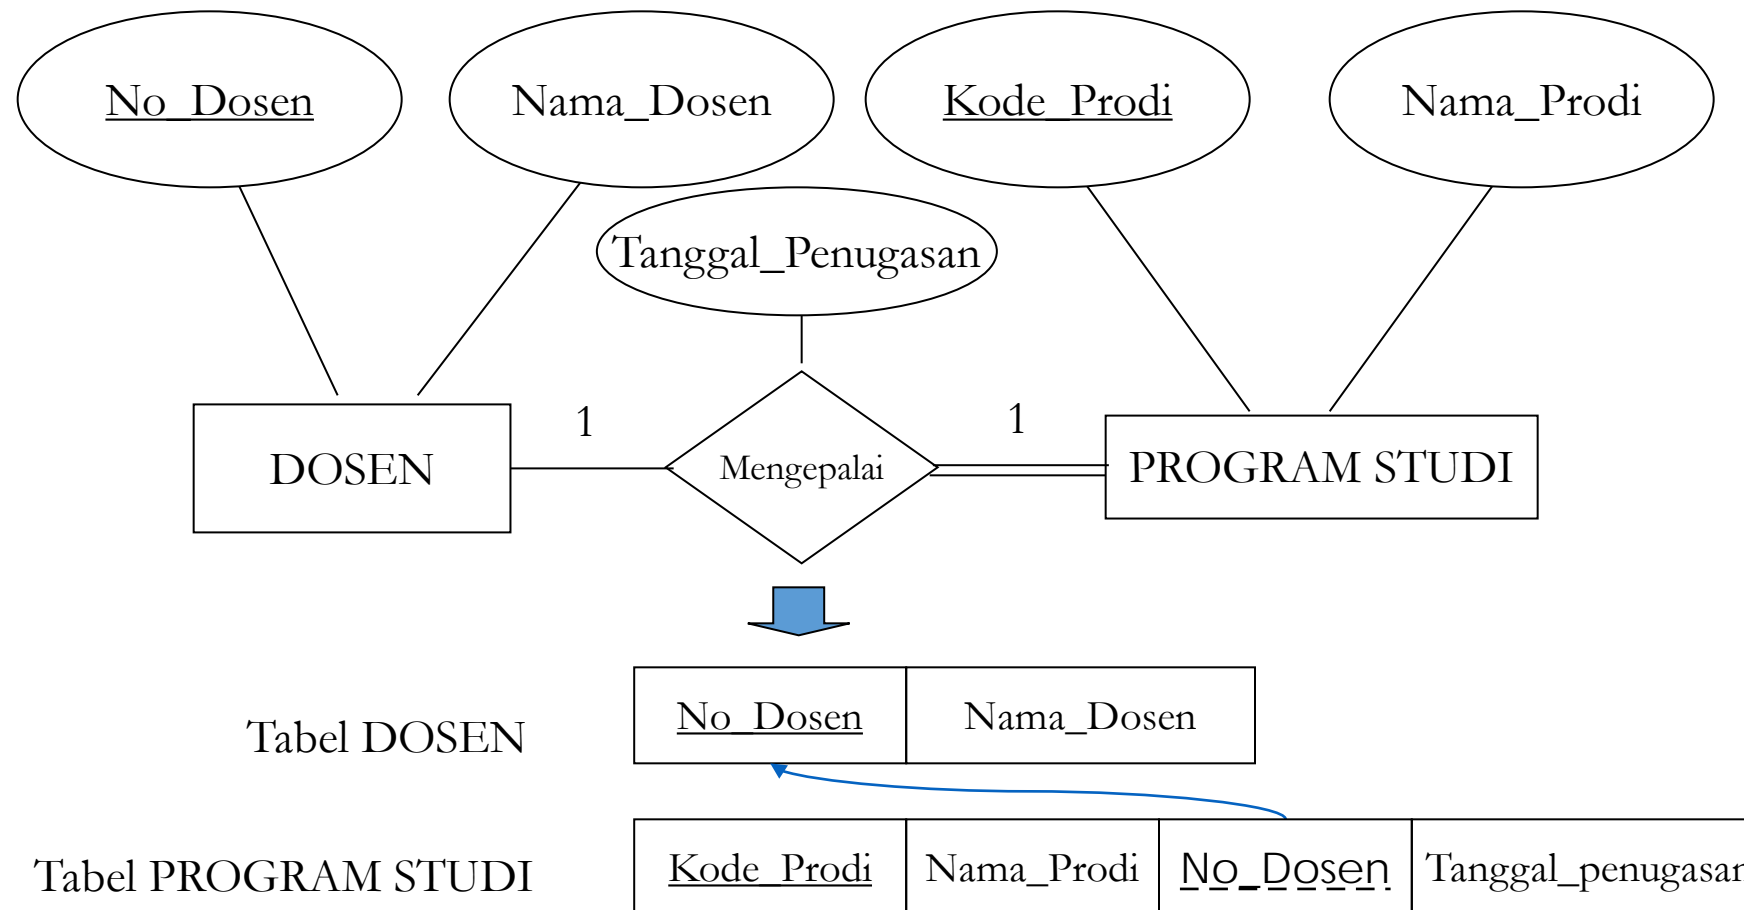 No_Dosen
Nama_Dosen
Kode_Prodi
Nama_Prodi
Tanggal_Penugasan
DOSEN
1
Mengepalai
1
PROGRAM STUDI
Tabel DOSEN
No_Dosen
Nama_Dosen
Tabel PROGRAM STUDI
Kode_Prodi
Nama_Prodi
No_Dosen
Tanggal_penugasan